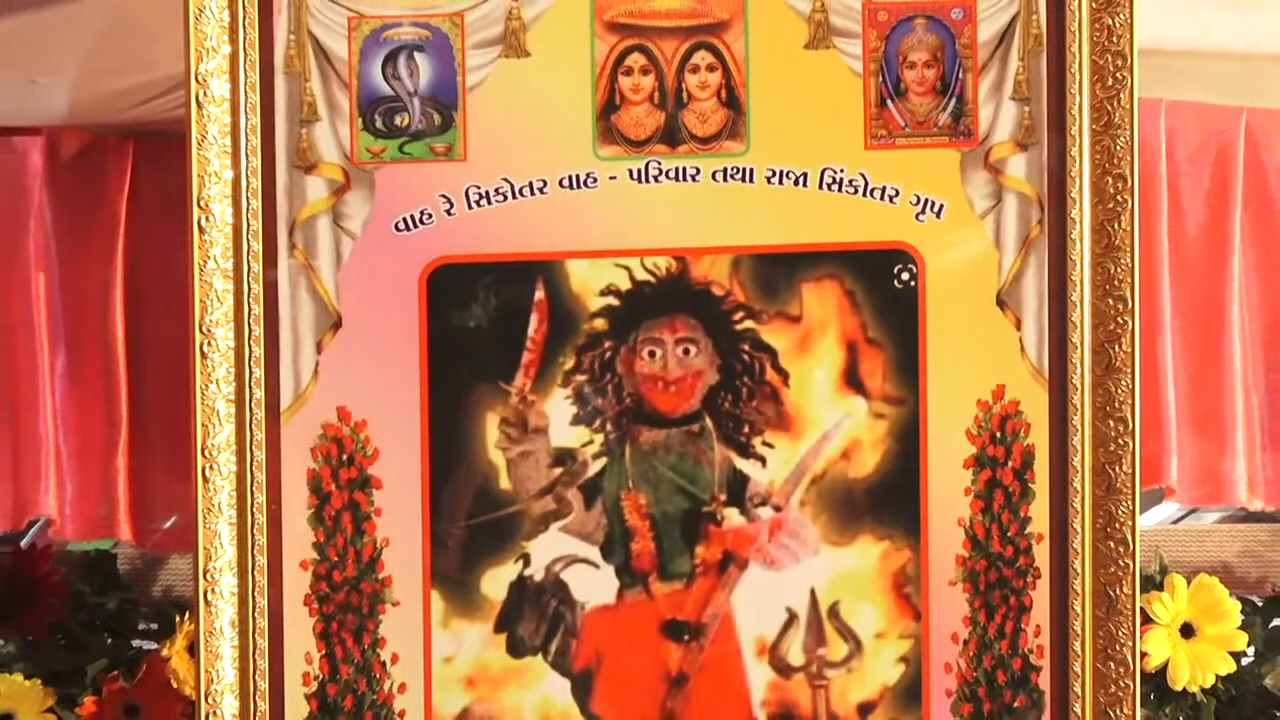 વાહ રે સિકોતર વાહ - પરિવાર તથા રાજા સિંકોતર ગૃપ